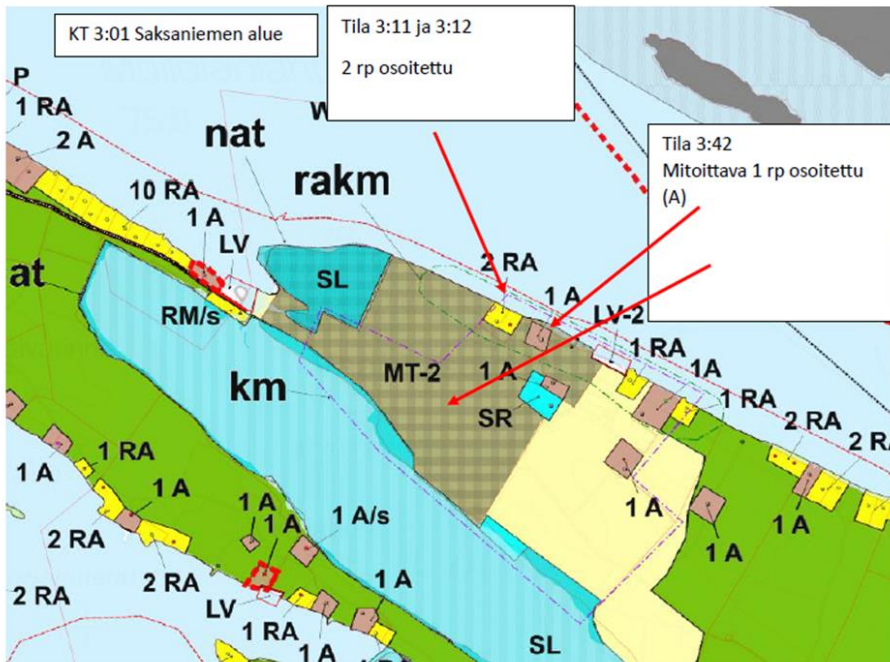 KT 3:01 Saksaniemen alue
Tila 3:11 ja 3:12
2 rp osoitettu
Tila 3:42
Mitoittava 1 rp osoitettu
(A)
P
1 RA
2 A
nat
W
rakm
10 RA
1 A
LV
SL
2 RA
1 A
LV-2
at
RM/s
1 RA
1A
km
MT-2
1 A
SR
1 RA
2 RA
2 RA
1 A
1 RA
1 A
1 A
1 A
1 A/s
1 A
1 A
2 RA
2 RA
1 A
2 RA
LV
1 RA
1 A
SL
1 RA